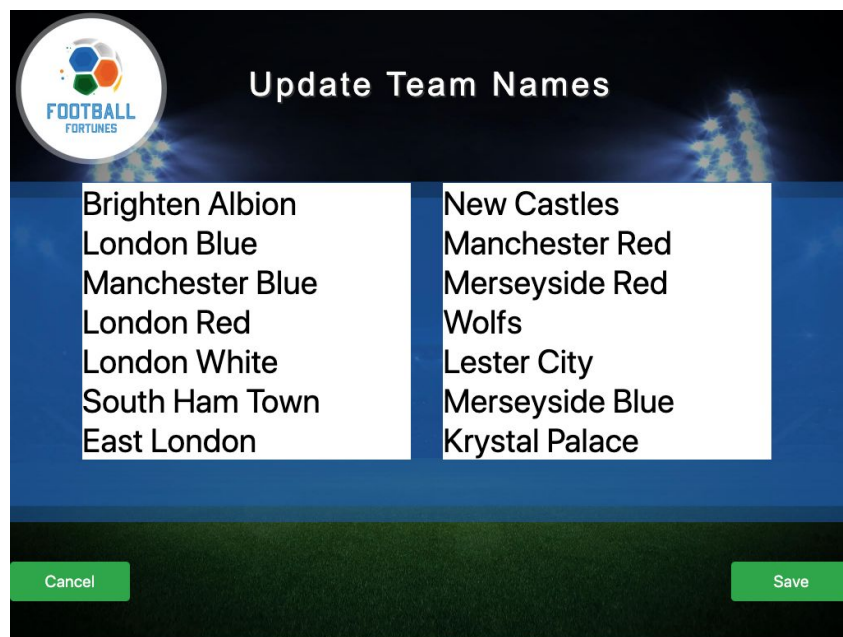 FOOTBALL
FORTUNES
Update Team Names
Brighten Albion
London Blue
Manchester Blue
London Red
London White
South Ham Town
East London
New Castles
Manchester Red
Merseyside Red
Wolfs
Lester City
Merseyside Blue
Krystal Palace
Cancel
Save